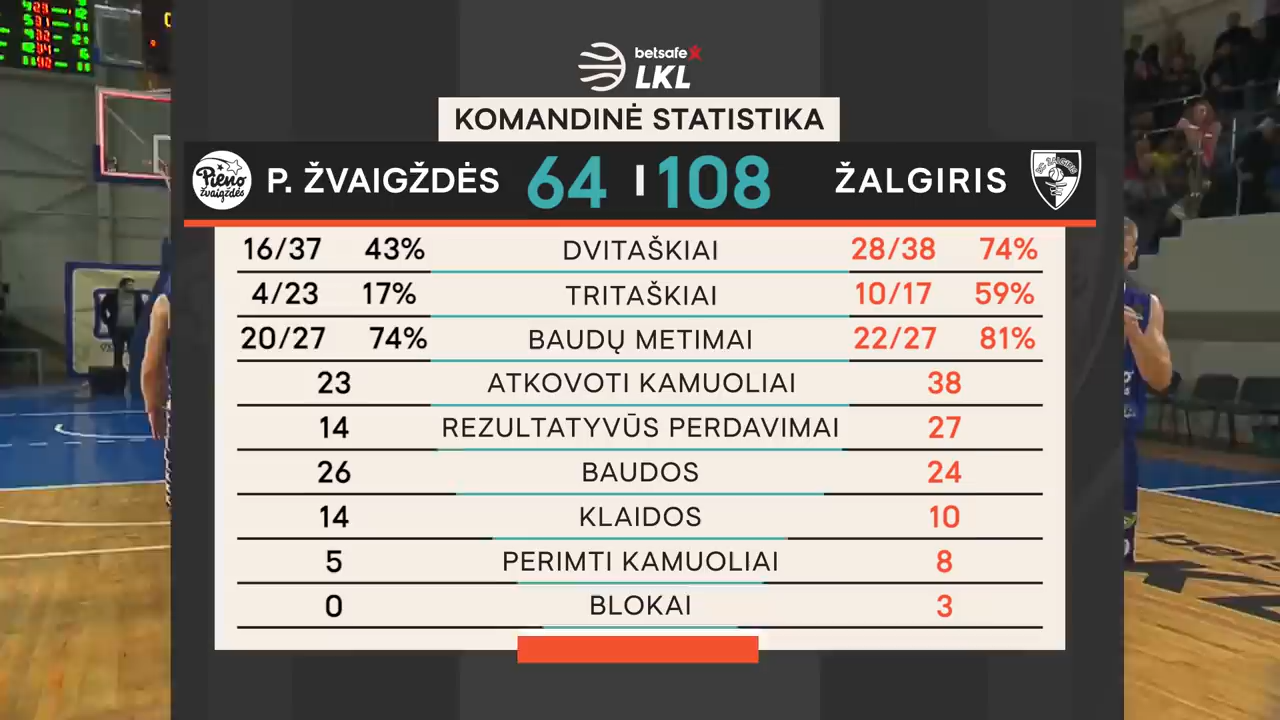 betsafe
LKL
KOMANDINĖ STATISTIKA
Pieno žvaigždės P. ŽVAIGŽDĖS 64 108 ŽALGIRIS
16/37 43% DVITAŠKIAI 28/38 74%
4/23 17% TRITAŠKIAI 10/17 59%
20/27 74% BAUDŲ METIMAI 22/27 81%
23 ATKOVOTI KAMUOLIAI 38
14 REZULTATYVŪS PERDAVIMAI 27
26 BAUDOS 24
14 KLAIDOS 10
5 PERIMTI KAMUOLIAI 8
0 BLOKAI 3